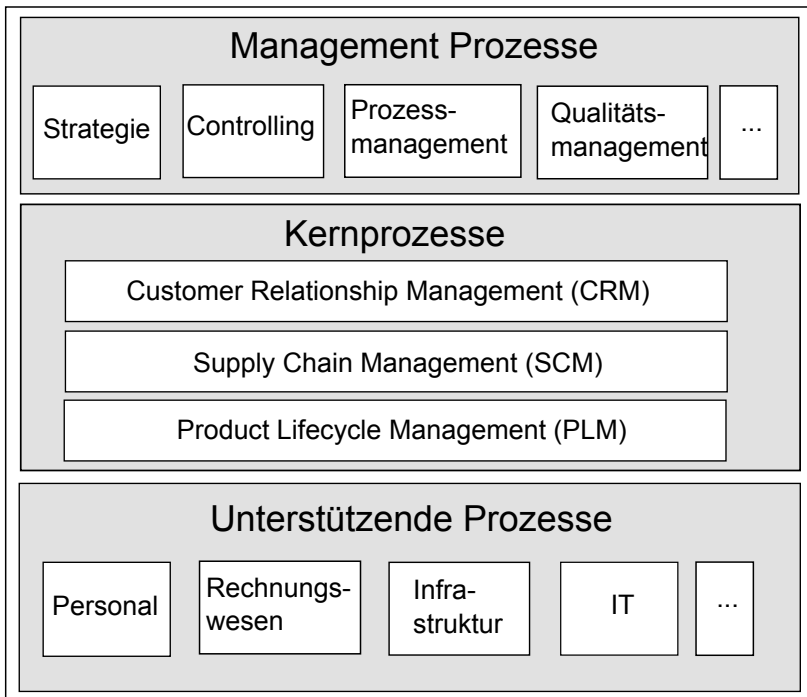 Management Prozesse
Strategie
Controlling
Prozess-
management
Qualitäts-
management
...
Kernprozesse
Customer Relationship Management (CRM)
Supply Chain Management (SCM)
Product Lifecycle Management (PLM)
Unterstützende Prozesse
Personal
Rechnungs-
wesen
Infra-
struktur
IT
...